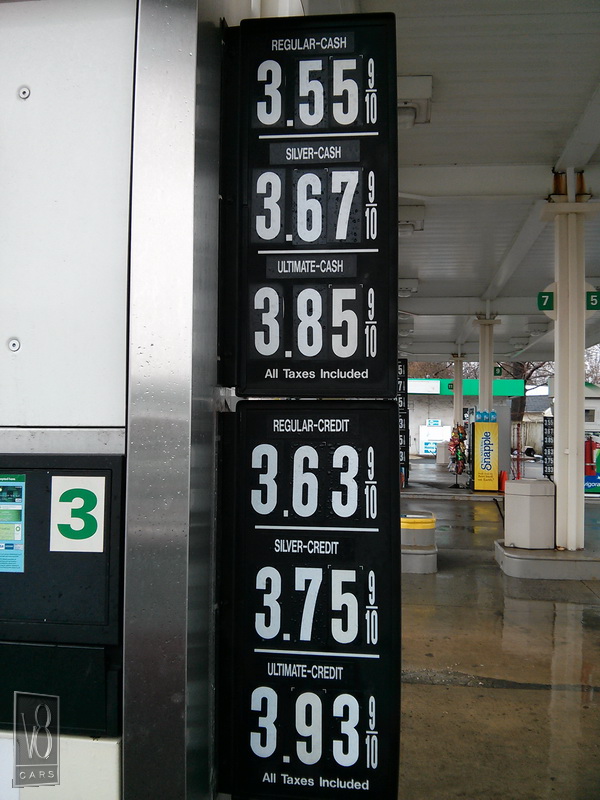 REGULAR-CASH
3.55 9/10
SILVER-CASH
3.67 9/10
ULTIMATE-CASH
3.85 9/10
All Taxes Included
REGULAR-CREDIT
3.63 9/10
SILVER-CREDIT
3.75 9/10
ULTIMATE-CREDIT
3.93 9/10
All Taxes Included
3
7
5
Snapple
V8
CARS